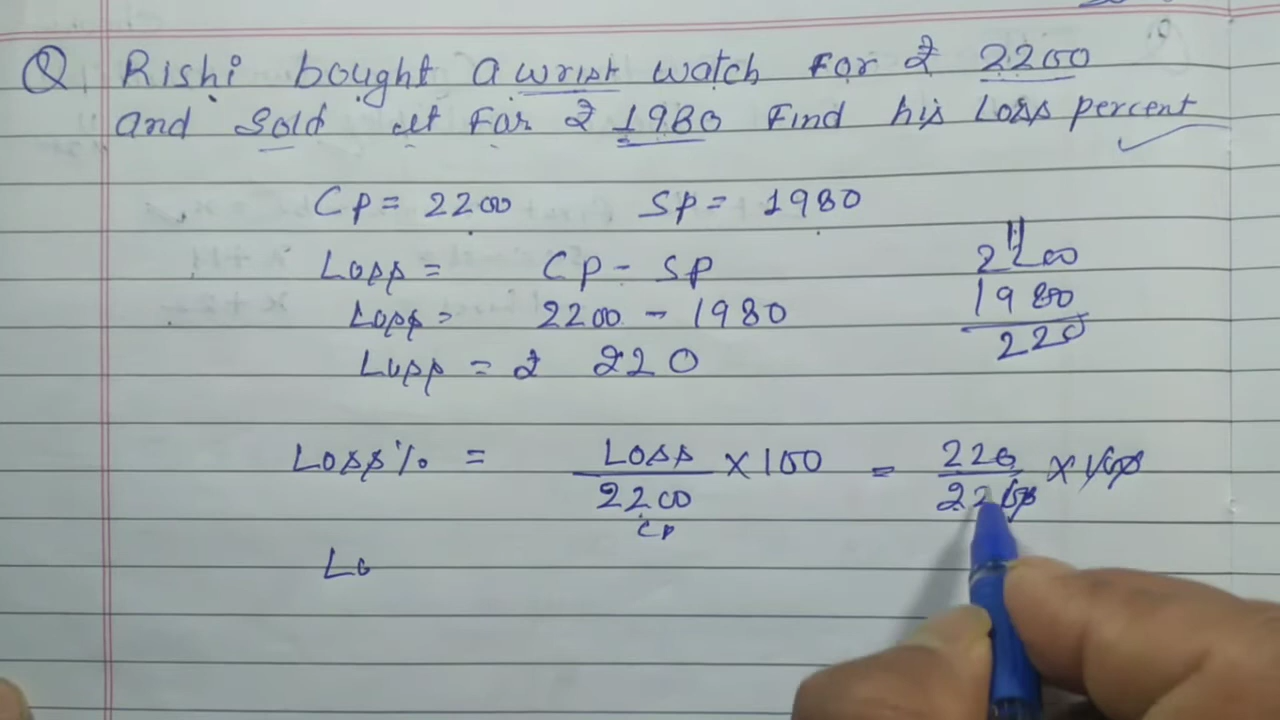 Q Rishi bought a wrist watch For ₹ 2200
and sold it For ₹ 1980 Find his Loss percent
CP = 2200 SP = 1980
Loss = CP - SP
Loss = 2200 - 1980
Loss = ₹ 220
11
2200
1980
220
Loss% = Loss/2200 × 100 = 220/2200 × 100
CP
Lo